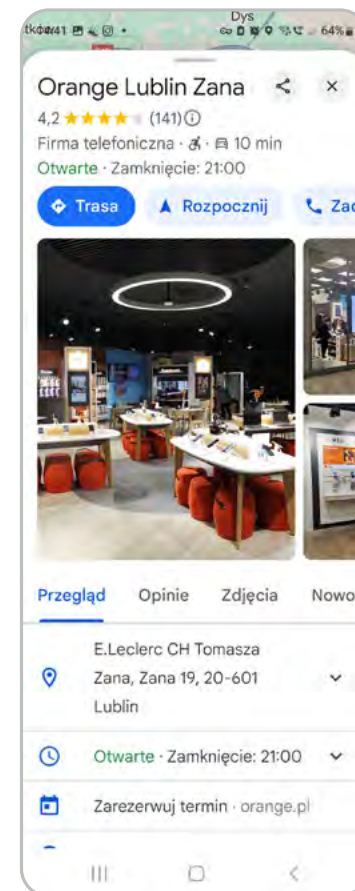 Dys
64%
Orange Lublin Zana
4,2 (141)
Firma telefoniczna · 10 min
Otwarte · Zamknięcie: 21:00
Trasa
Rozpocznij
Zad
Przegląd
Opinie
Zdjęcia
Nowo
E.Leclerc CH Tomasza
Zana, Zana 19, 20-601
Lublin
Otwarte · Zamknięcie: 21:00
Zarezerwuj termin · orange.pl